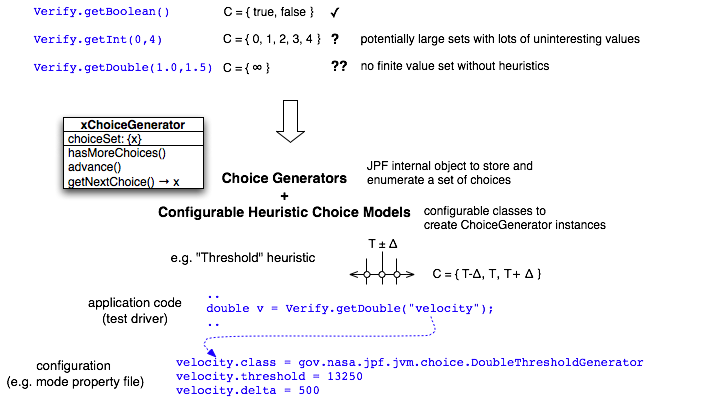 Verify.getBoolean() C = { true, false } ✓
Verify.getInt(0,4) C = { 0, 1, 2, 3, 4 } ? potentially large sets with lots of uninteresting values
Verify.getDouble(1.0,1.5) C = { ∞ } ?? no finite value set without heuristics
xChoiceGenerator
choiceSet: {x}
hasMoreChoices()
advance()
getNextChoice() → x
Choice Generators
JPF internal object to store and
enumerate a set of choices
+
Configurable Heuristic Choice Models
configurable classes to
create ChoiceGenerator instances
T ± Δ
e.g. "Threshold" heuristic
C = { T-Δ, T, T+ Δ }
application code
(test driver)
..
double v = Verify.getDouble("velocity");
..
configuration
(e.g. mode property file)
velocity.class = gov.nasa.jpf.jvm.choice.DoubleThresholdGenerator
velocity.threshold = 13250
velocity.delta = 500